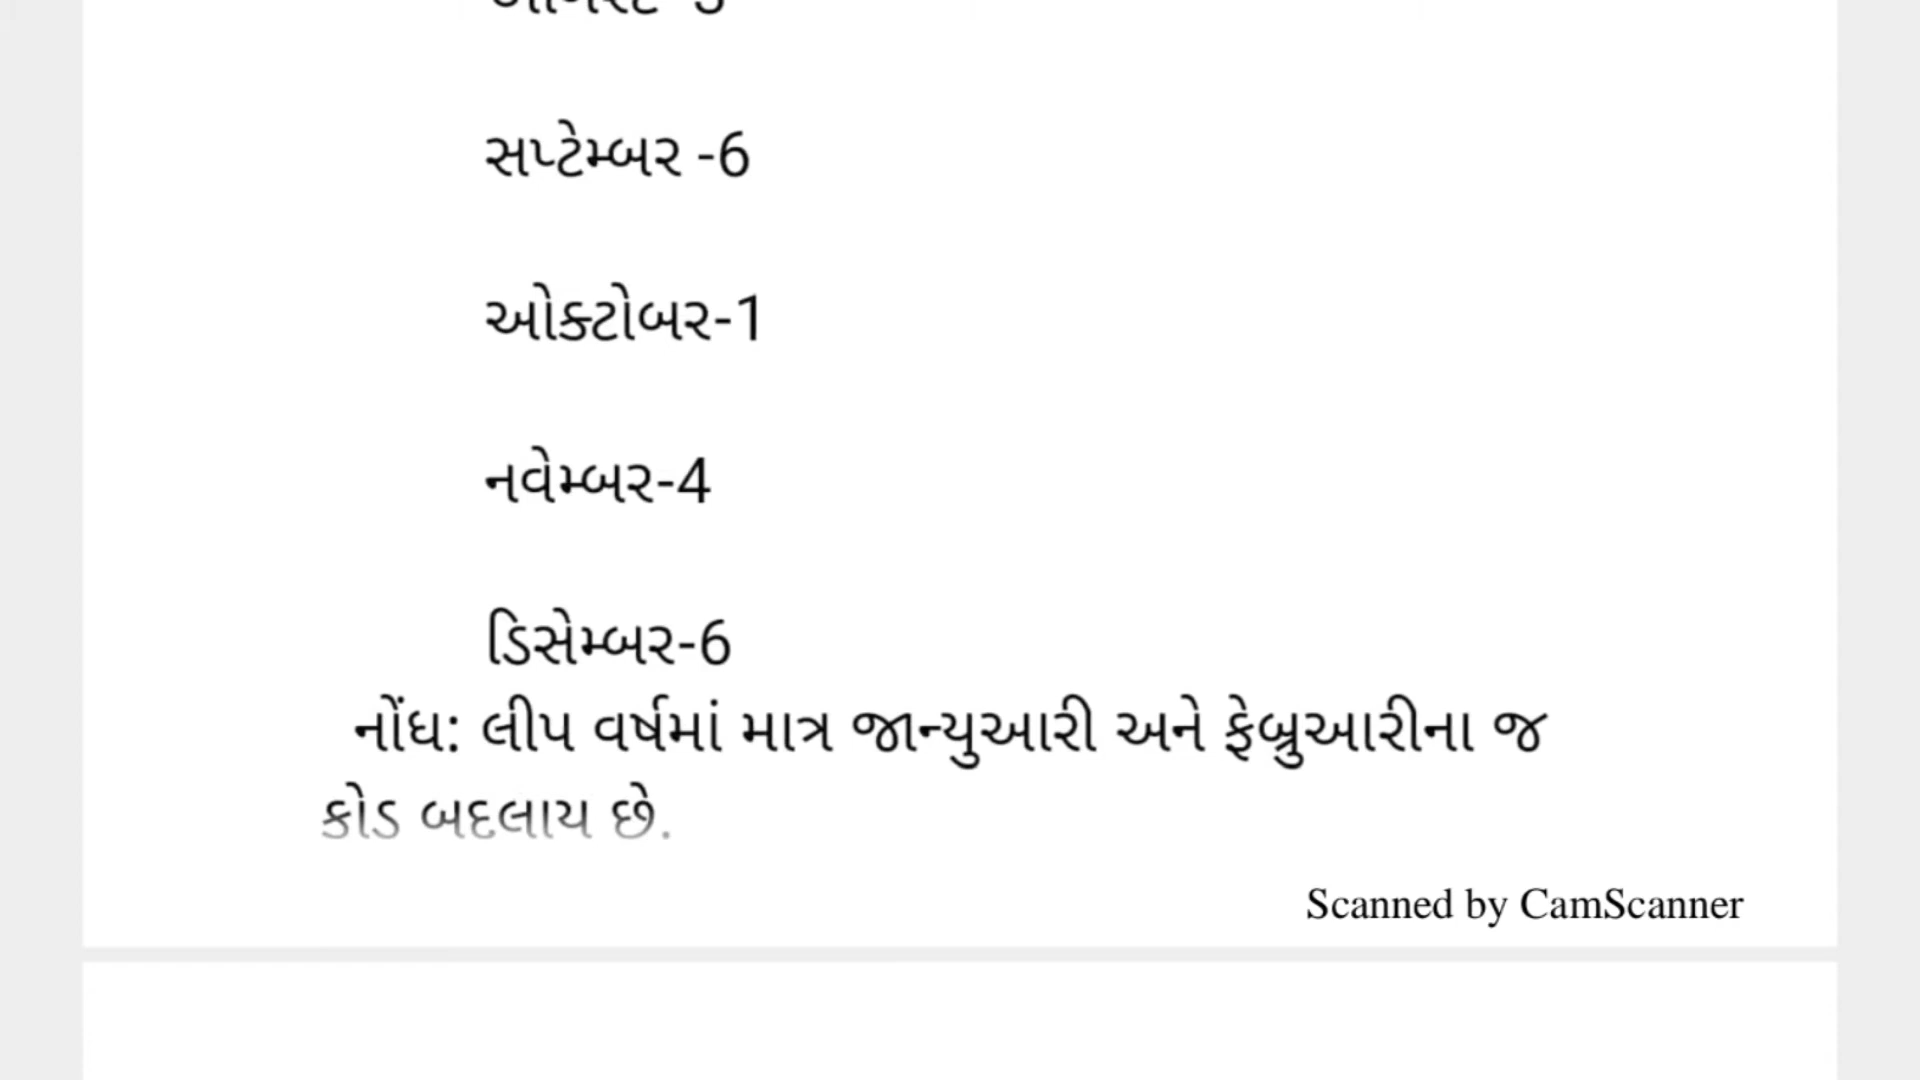 સપ્ટેમ્બર -6
ઓક્ટોબર-1
નવેમ્બર-4
ડિસેમ્બર-6
નોંધ: લીપ વર્ષમાં માત્ર જાન્યુઆરી અને ફેબ્રુઆરીના જ
કોડ બદલાય છે.
Scanned by CamScanner